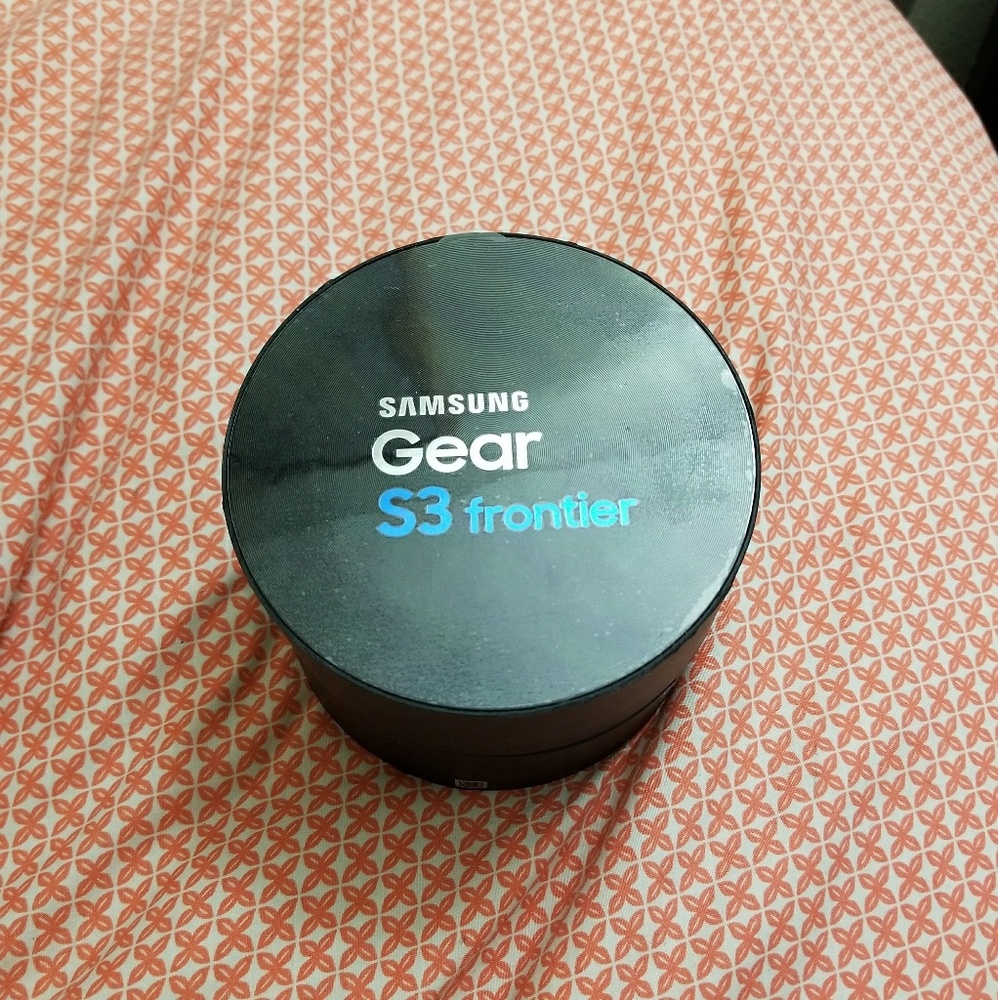 SAMSUNG
Gear
S3 frontier